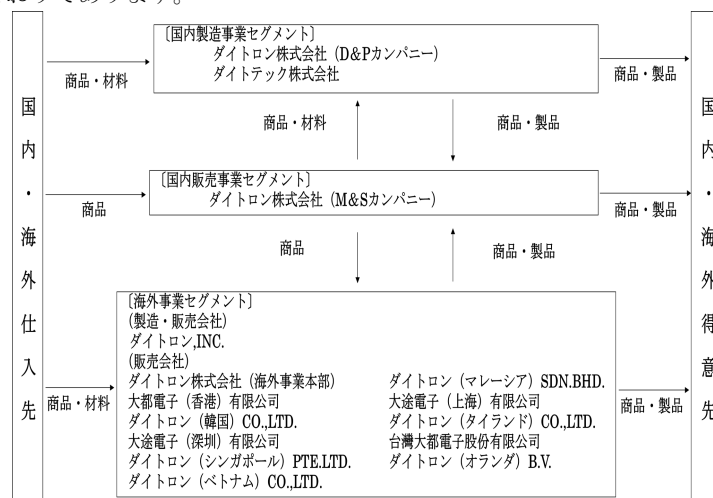 おりであります。
国内・海外仕入先
商品・材料
〔国内製造事業セグメント〕
ダイトロン株式会社（D&Pカンパニー）
ダイトテック株式会社
商品・製品
国内・海外得意先
商品・材料
商品・製品
商品
〔国内販売事業セグメント〕
ダイトロン株式会社（M&Sカンパニー）
商品・製品
商品
商品・製品
商品・材料
〔海外事業セグメント〕
(製造・販売会社)
ダイトロン,INC.
(販売会社)
ダイトロン株式会社（海外事業本部）
大都電子（香港）有限公司
ダイトロン（韓国）CO.,LTD.
大途電子（深圳）有限公司
ダイトロン（シンガポール）PTE.LTD.
ダイトロン（ベトナム）CO.,LTD.
ダイトロン（マレーシア）SDN.BHD.
大途電子（上海）有限公司
ダイトロン（タイランド）CO.,LTD.
台灣大都電子股份有限公司
ダイトロン（オランダ）B.V.
商品・製品